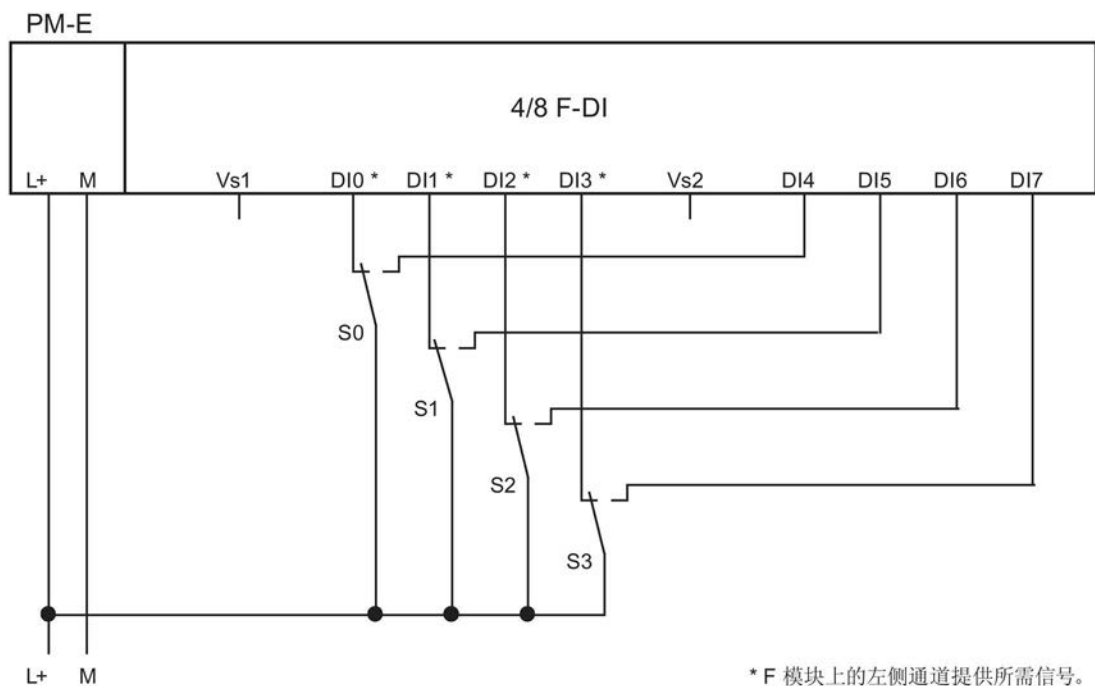 PM-E
4/8 F-DI
L+ M Vs1 DI0 * DI1 * DI2 * DI3 * Vs2 DI4 DI5 DI6 DI7
S0
S1
S2
S3
L+ M
* F 模块上的左侧通道提供所需信号。